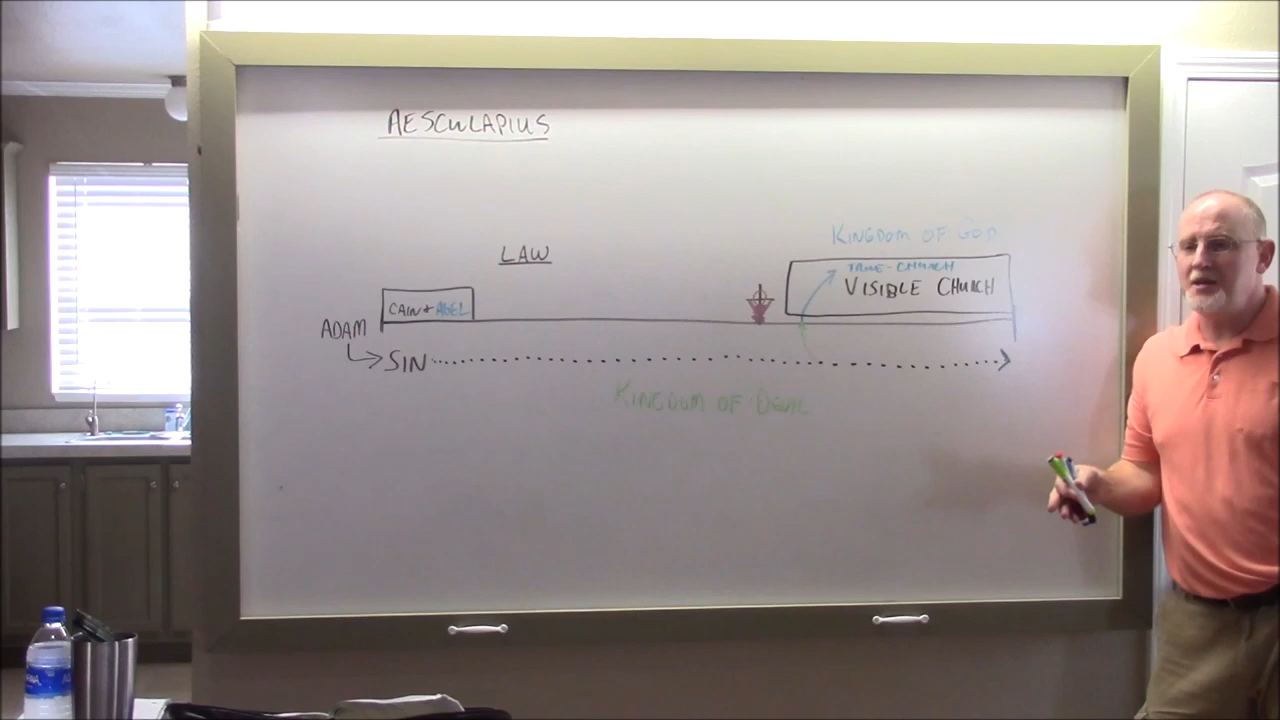 AESCULAPIUS
KINGDOM OF GOD
LAW
TRUE-CHURCH
VISIBLE CHURCH
CAIN + ABEL
ADAM
SIN
KINGDOM OF DEVIL